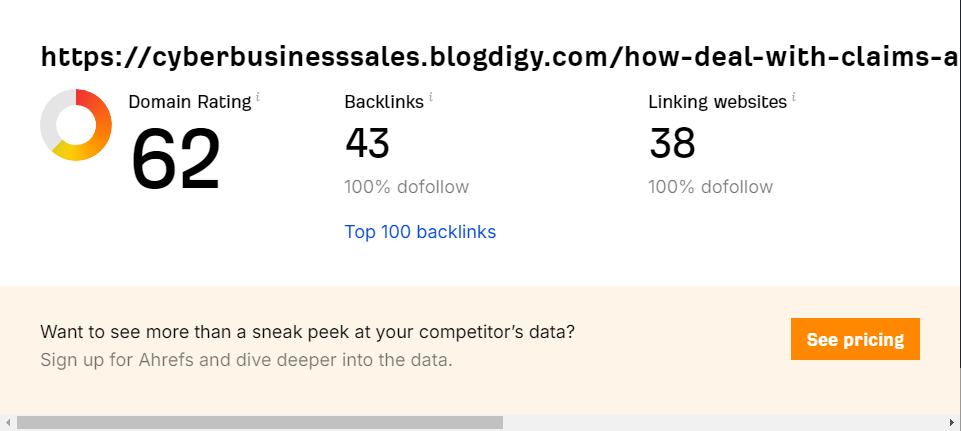 https://cyberbusinesssales.blogdigy.com/how-deal-with-claims-a
Domain Rating i
62
Backlinks i
43
100% dofollow
Top 100 backlinks
Linking websites i
38
100% dofollow
Want to see more than a sneak peek at your competitor’s data?
Sign up for Ahrefs and dive deeper into the data.
See pricing